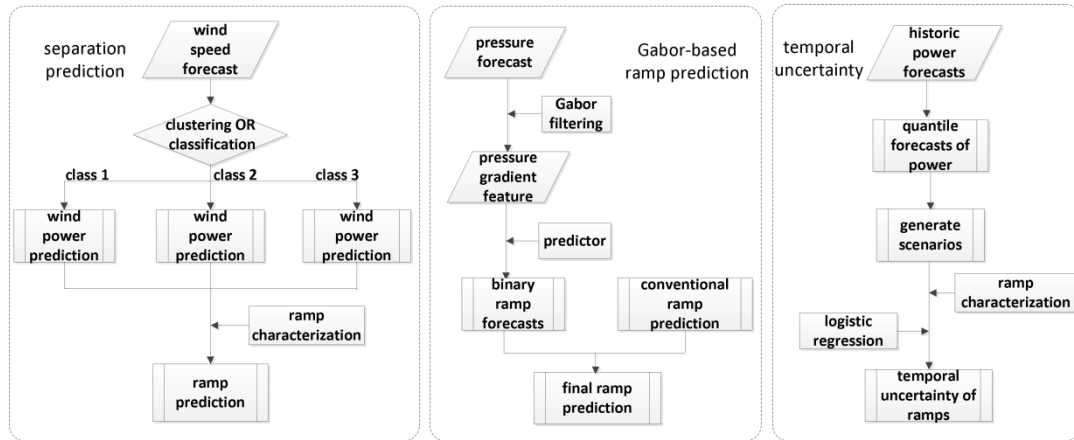 separation
prediction
wind
speed
forecast
clustering OR
classification
class 1
class 2
class 3
wind
power
prediction
wind
power
prediction
wind
power
prediction
ramp
characterization
ramp
prediction
Gabor-based
ramp prediction
pressure
forecast
Gabor
filtering
pressure
gradient
feature
predictor
binary
ramp
forecasts
conventional
ramp
prediction
final ramp
prediction
temporal
uncertainty
historic
power
forecasts
quantile
forecasts of
power
generate
scenarios
ramp
characterization
logistic
regression
temporal
uncertainty of
ramps